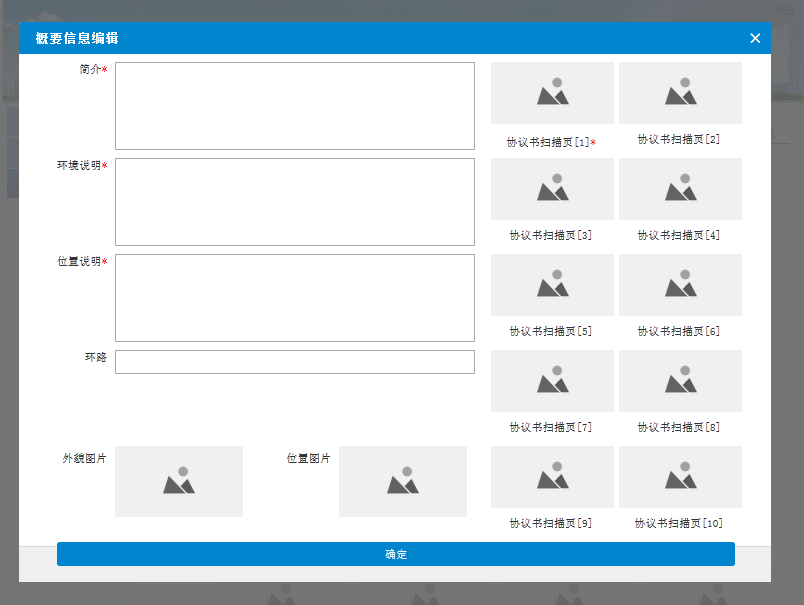 概要信息编辑
简介*
环境说明*
位置说明*
环路
外貌图片
位置图片
协议书扫描页[1]*
协议书扫描页[2]
协议书扫描页[3]
协议书扫描页[4]
协议书扫描页[5]
协议书扫描页[6]
协议书扫描页[7]
协议书扫描页[8]
协议书扫描页[9]
协议书扫描页[10]
确定